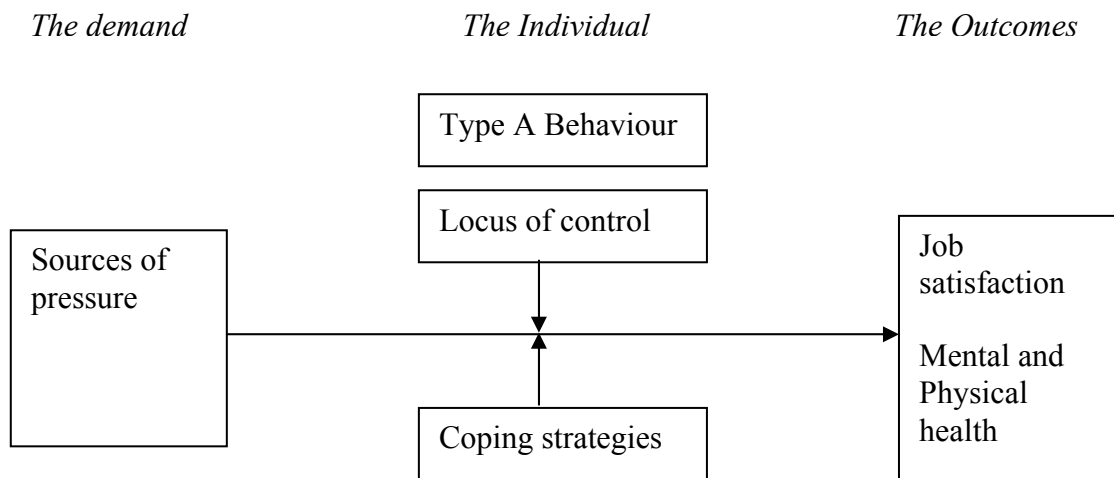 The demand
The Individual
The Outcomes
Type A Behaviour
Locus of control
Sources of
pressure
Job
satisfaction
Mental and
Physical
health
Coping strategies